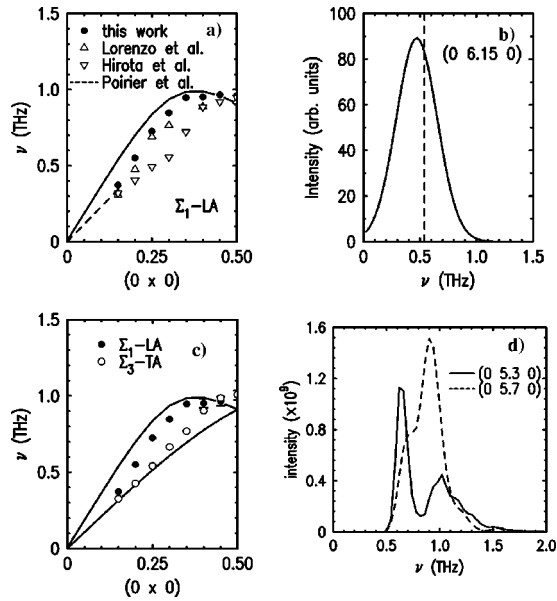 this work
Lorenzo et al.
Hirota et al.
Poirier et al.
a)
1.5
1.0
0.5
0
ν (THz)
Σ₁–LA
0 0.25 0.50
(0 x 0)
b)
(0 6.15 0)
100
80
60
40
20
0
Intensity (arb. units)
0 0.5 1.0 1.5
ν (THz)
Σ₁–LA
Σ₃–TA
c)
1.5
1.0
0.5
0
ν (THz)
0 0.25 0.50
(0 x 0)
d)
(0 5.3 0)
(0 5.7 0)
1.6
1.2
0.8
0.4
0
intensity (×10⁹)
0 0.5 1.0 1.5 2.0
ν (THz)